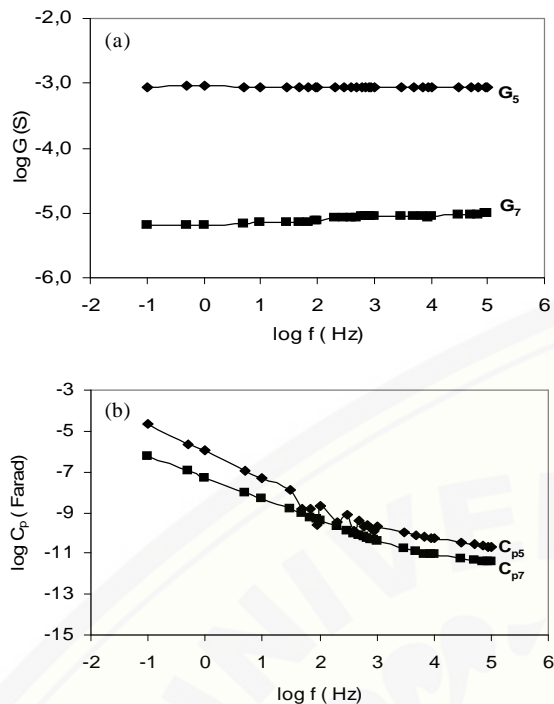 (a)
log G (S)
-2,0
-3,0
-4,0
-5,0
-6,0
G5
G7
-2 -1 0 1 2 3 4 5 6
log f ( Hz)
(b)
log Cp ( Farad)
-3
-5
-7
-9
-11
-13
-15
Cp5
Cp7
-2 -1 0 1 2 3 4 5 6
log f ( Hz)